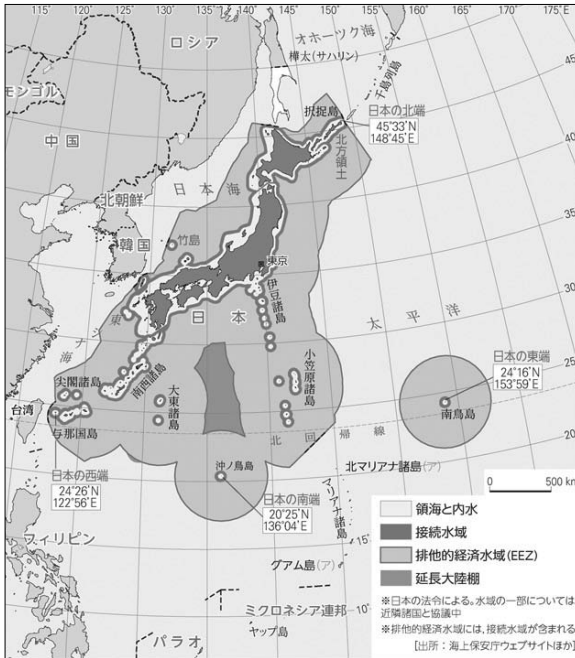 115°
120°
125°
130°
135°
140°
145°
150°
155°
160°
165°
170°
175° E
ロシア
オホーツク海
樺太(サハリン)
千島列島
モンゴル
択捉島
日本の北端
45°33′N
148°45′E
北方領土
中国
45°
40°
35°
30°
25°
20°
日本海
北朝鮮
竹島
韓国
東京
伊豆諸島
日本
太平洋
東シナ海
日本の東端
24°16′N
153°59′E
尖閣諸島
南西諸島
大東諸島
小笠原諸島
南鳥島
台湾
与那国島
北回帰線
日本の西端
24°26′N
122°56′E
沖ノ鳥島
北マリアナ諸島(ア)
日本の南端
20°25′N
136°04′E
マリアナ諸島
0 500 km
フィリピン
15°
グアム島(ア)
ミクロネシア連邦
10°
ヤップ島
パラオ
領海と内水
接続水域
排他的経済水域(EEZ)
延長大陸棚
※日本の法令による。水域の一部については
近隣諸国と協議中
※排他的経済水域には、接続水域が含まれる
[出所:海上保安庁ウェブサイトほか]